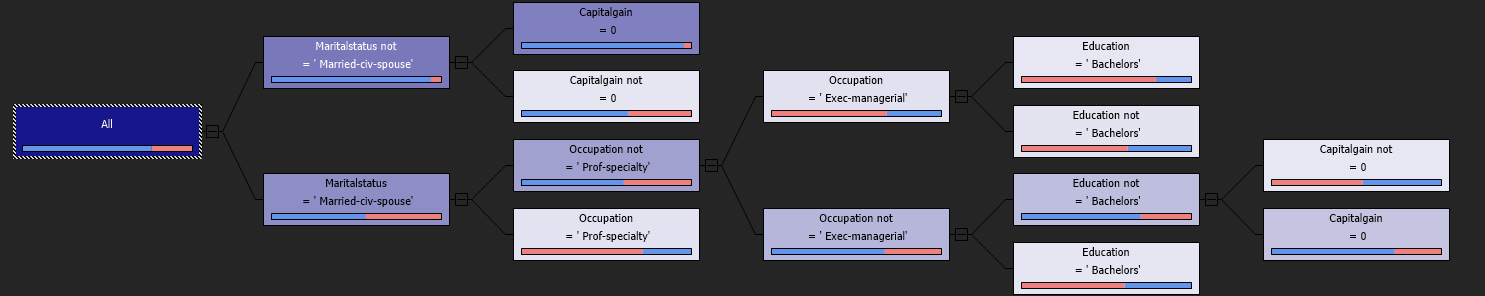 All
Maritalstatus not
= ' Married-civ-spouse'
Maritalstatus
= ' Married-civ-spouse'
Capitalgain
= 0
Capitalgain not
= 0
Occupation not
= ' Prof-specialty'
Occupation
= ' Prof-specialty'
Occupation
= ' Exec-managerial'
Occupation not
= ' Exec-managerial'
Education
= ' Bachelors'
Education not
= ' Bachelors'
Education not
= ' Bachelors'
Education
= ' Bachelors'
Capitalgain not
= 0
Capitalgain
= 0